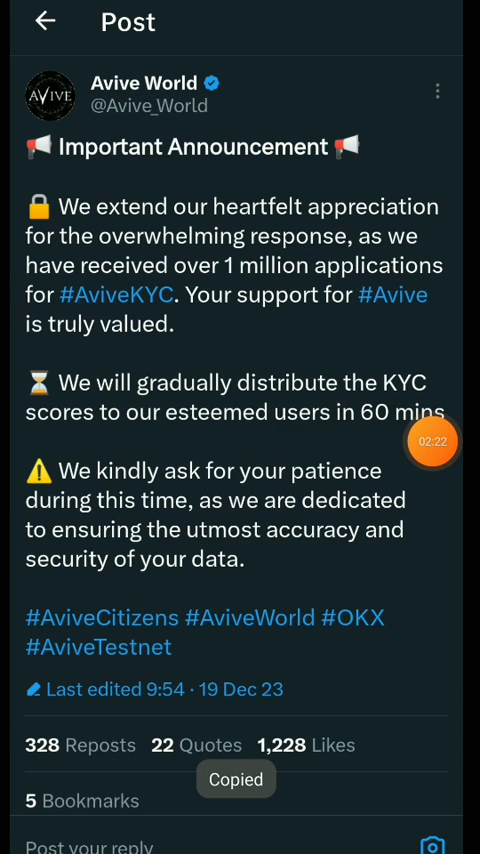 Post
AVIVE
Avive World
@Avive_World
📢 Important Announcement 📢
🔒 We extend our heartfelt appreciation
for the overwhelming response, as we
have received over 1 million applications
for #AviveKYC. Your support for #Avive
is truly valued.
⏳ We will gradually distribute the KYC
scores to our esteemed users in 60 mins
02:22
⚠️ We kindly ask for your patience
during this time, as we are dedicated
to ensuring the utmost accuracy and
security of your data.
#AviveCitizens #AviveWorld #OKX
#AviveTestnet
Last edited 9:54 · 19 Dec 23
328 Reposts 22 Quotes 1,228 Likes
Copied
5 Bookmarks
Post your reply